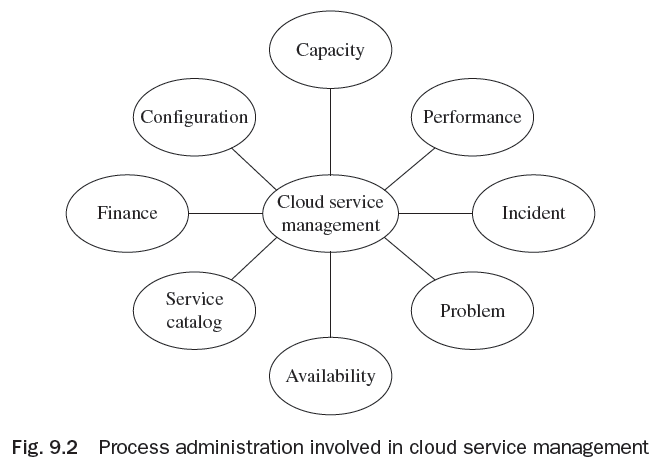 Capacity
Configuration
Performance
Cloud service
management
Finance
Incident
Service
catalog
Problem
Availability
Fig. 9.2 Process administration involved in cloud service management